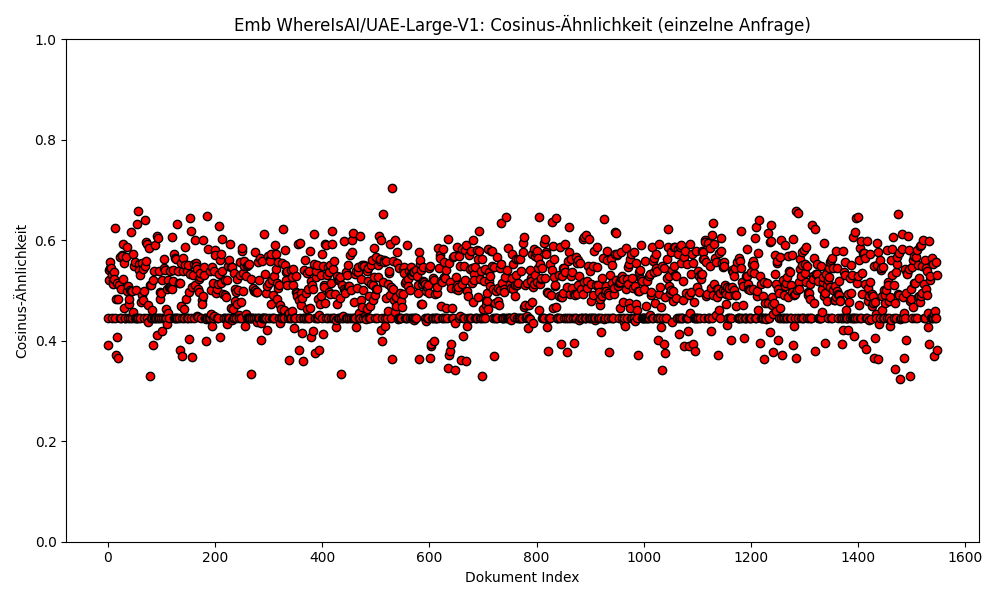 Emb WhereIsAI/UAE-Large-V1: Cosinus-Ähnlichkeit (einzelne Anfrage)
1.0
0.8
0.6
0.4
0.2
0.0
Cosinus-Ähnlichkeit
0 200 400 600 800 1000 1200 1400 1600
Dokument Index